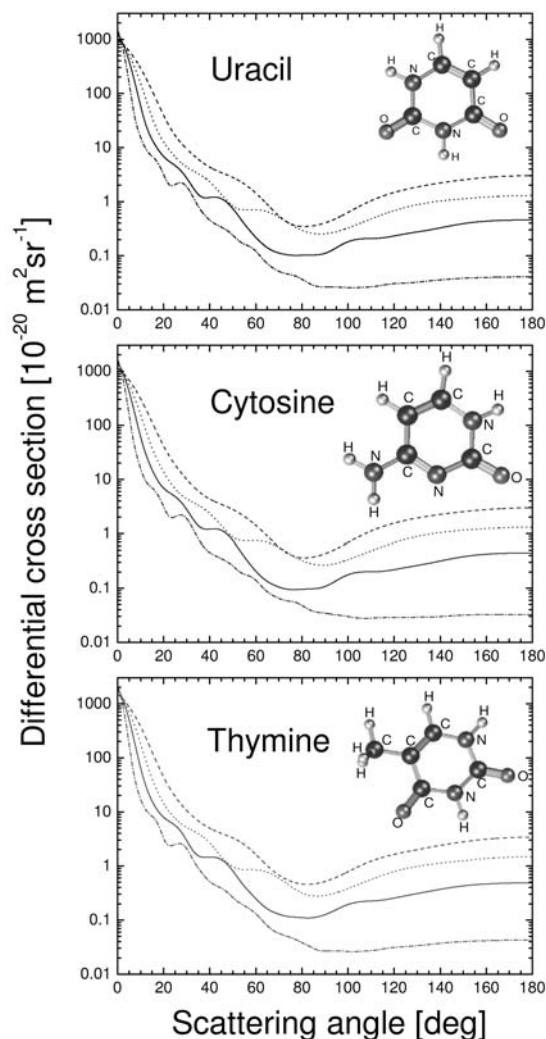 Differential cross section [10⁻²⁰ m² sr⁻¹]
1000
100
10
1
0.1
0.01
Uracil
H
H
C
H
N
C
O
C
C
O
N
H
0 20 40 60 80 100 120 140 160 180
1000
100
10
1
0.1
0.01
Cytosine
H
H
C
C
H
N
H
N
C
C
N
O
H
0 20 40 60 80 100 120 140 160 180
1000
100
10
1
0.1
0.01
Thymine
H
H
H
C
C
C
N
H
H
C
O
C
N
O
H
0 20 40 60 80 100 120 140 160 180
Scattering angle [deg]